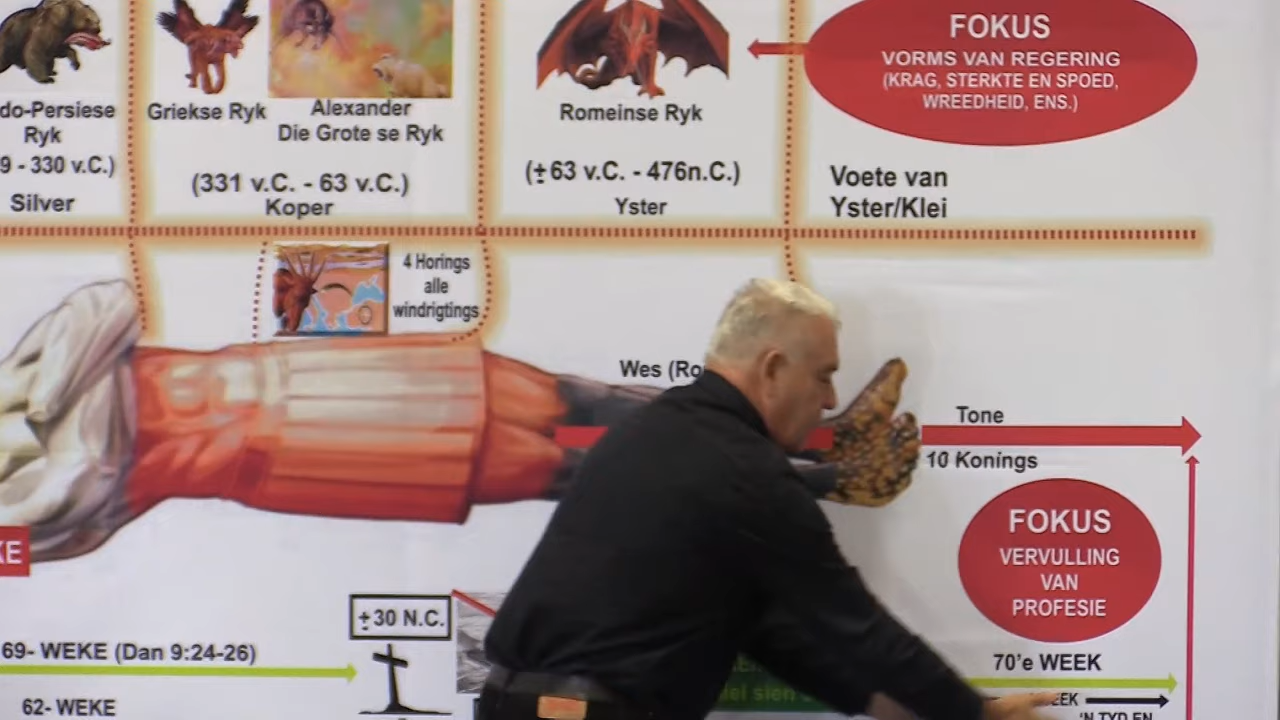 FOKUS
VORMS VAN REGERING
(KRAG, STERKTE EN SPOED,
WREEDHEID, ENS.)
do-Persiese
Ryk
9 - 330 v.C.)
Silver
Griekse Ryk
Alexander
Die Grote se Ryk
(331 v.C. - 63 v.C.)
Koper
Romeinse Ryk
(±63 v.C. - 476n.C.)
Yster
Voete van
Yster/Klei
4 Horings
alle
windrigtings
Wes (Ro
Tone
10 Konings
FOKUS
VERVULLING
VAN
PROFESIE
KE
±30 N.C.
69- WEKE (Dan 9:24-26)
62- WEKE
70'e WEEK
EEK
'N TYD EN